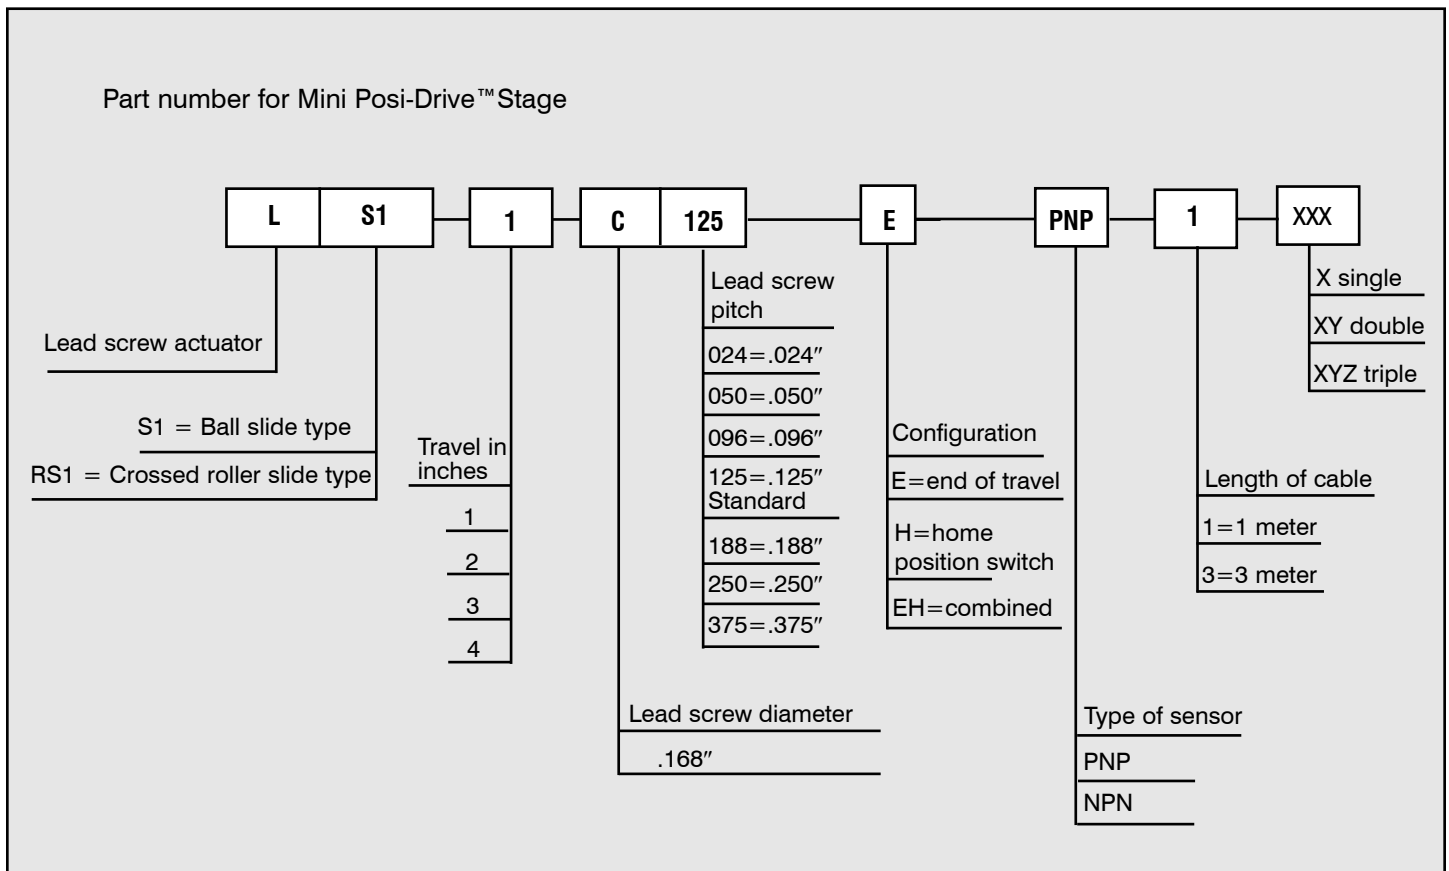 Part number for Mini Posi-Drive™Stage
L S1 1 C 125 E PNP 1 XXX
Lead screw actuator
S1 = Ball slide type
RS1 = Crossed roller slide type
Travel in
inches
1
2
3
4
Lead screw
pitch
024=.024″
050=.050″
096=.096″
125=.125″
Standard
188=.188″
250=.250″
375=.375″
Lead screw diameter
.168″
Configuration
E=end of travel
H=home
position switch
EH=combined
Type of sensor
PNP
NPN
Length of cable
1=1 meter
3=3 meter
X single
XY double
XYZ triple